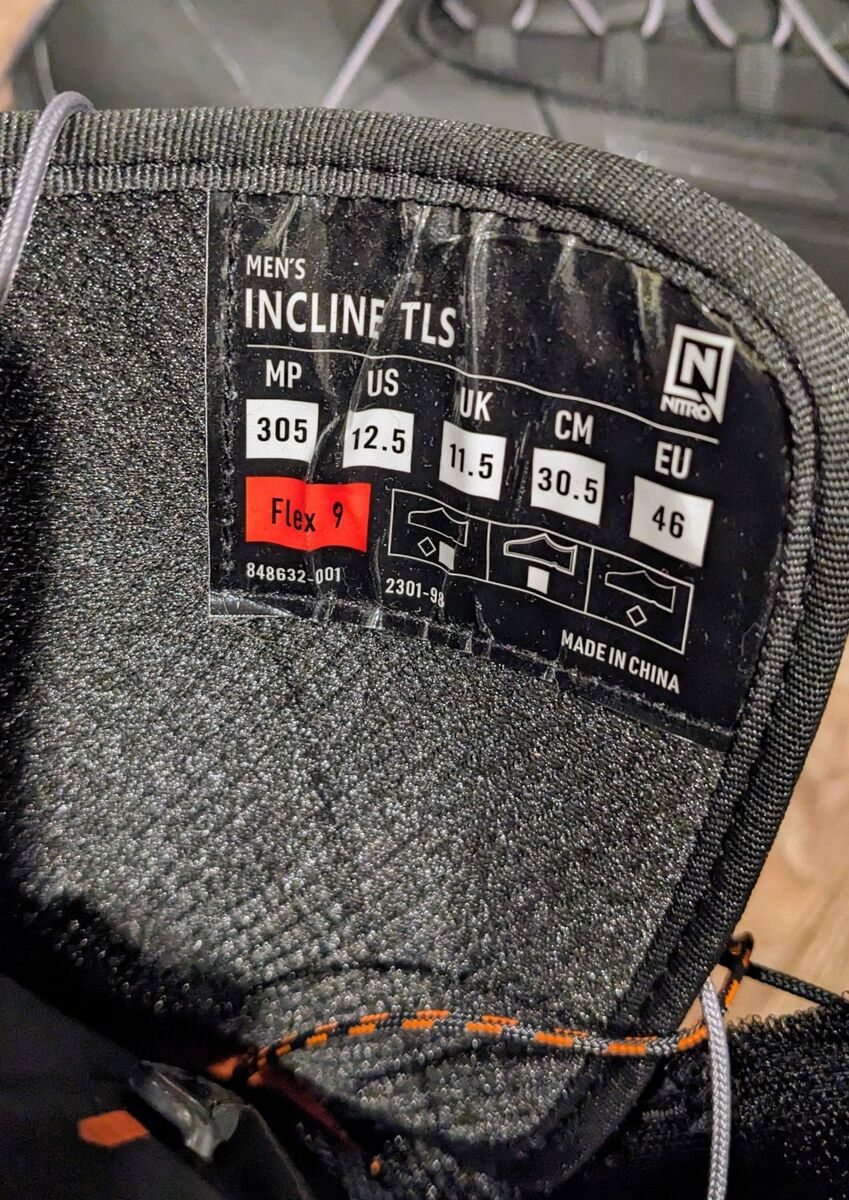 MEN'S
INCLINE TLS
N
NITRO
MP US UK CM EU
305 12.5 11.5 30.5 46
Flex 9
848632-001 2301-98
MADE IN CHINA